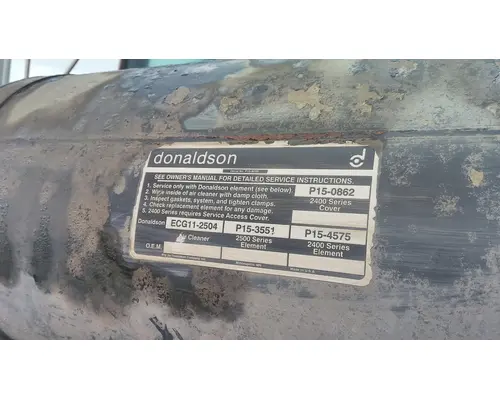 donaldson
SEE OWNER'S MANUAL FOR DETAILED SERVICE INSTRUCTIONS.
1. Service only with Donaldson element (see below).
2. Wire inside of air cleaner with damp cloth.
3. Inspect gaskets, system, and tighten clamps.
4. Check replacement element for any damage.
5. 2400 Series requires Service Access Cover.
P15-0862
2400 Series
Cover
Donaldson
ECG11-2504
Air Cleaner
P15-3551
2500 Series
Element
P15-4575
2400 Series
Element
O.E.M.